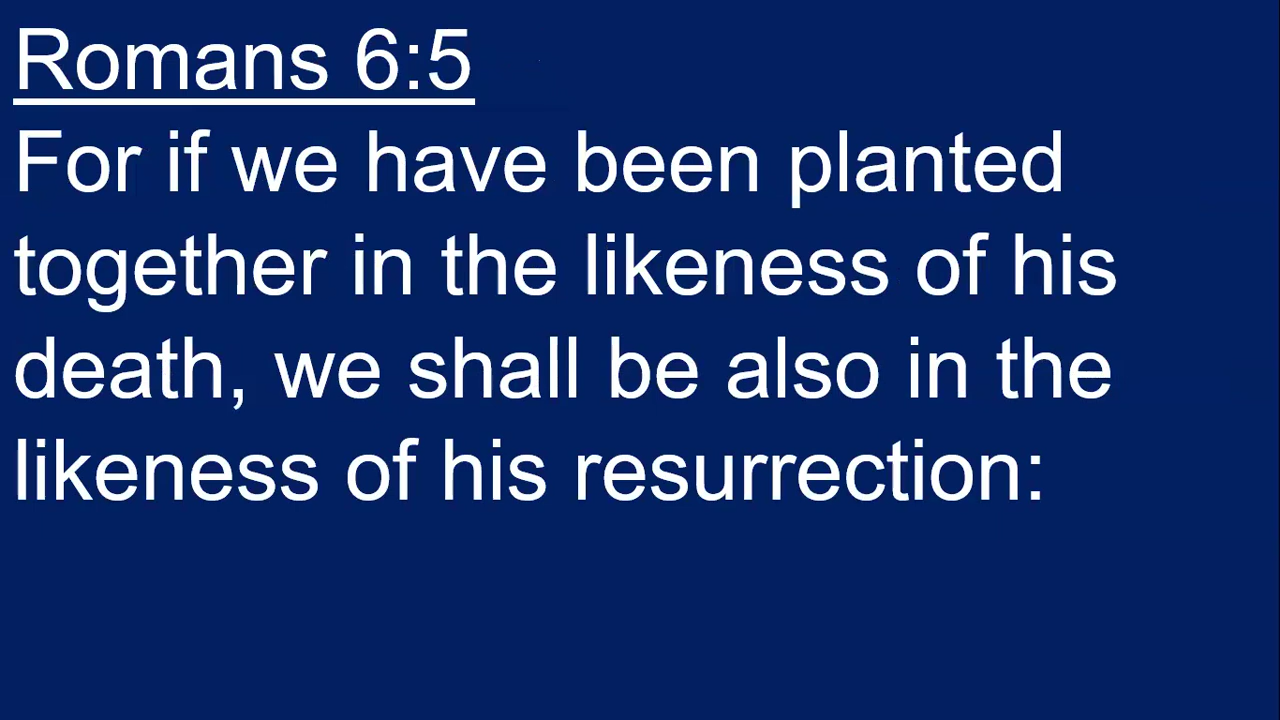 Romans 6:5
For if we have been planted
together in the likeness of his
death, we shall be also in the
likeness of his resurrection: